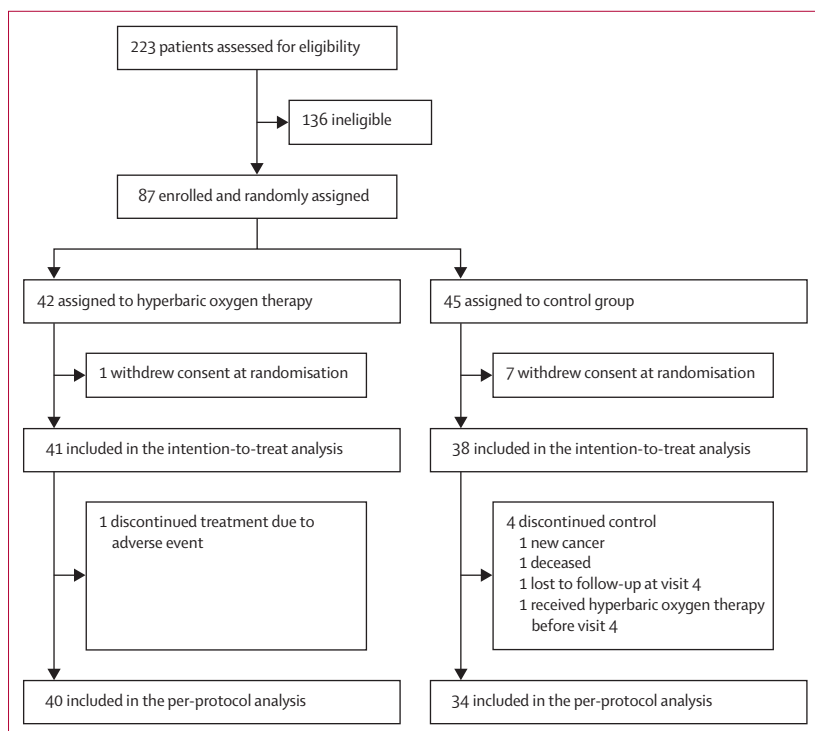 223 patients assessed for eligibility
136 ineligible
87 enrolled and randomly assigned
42 assigned to hyperbaric oxygen therapy
45 assigned to control group
1 withdrew consent at randomisation
7 withdrew consent at randomisation
41 included in the intention-to-treat analysis
38 included in the intention-to-treat analysis
1 discontinued treatment due to
adverse event
4 discontinued control
1 new cancer
1 deceased
1 lost to follow-up at visit 4
1 received hyperbaric oxygen therapy
before visit 4
40 included in the per-protocol analysis
34 included in the per-protocol analysis